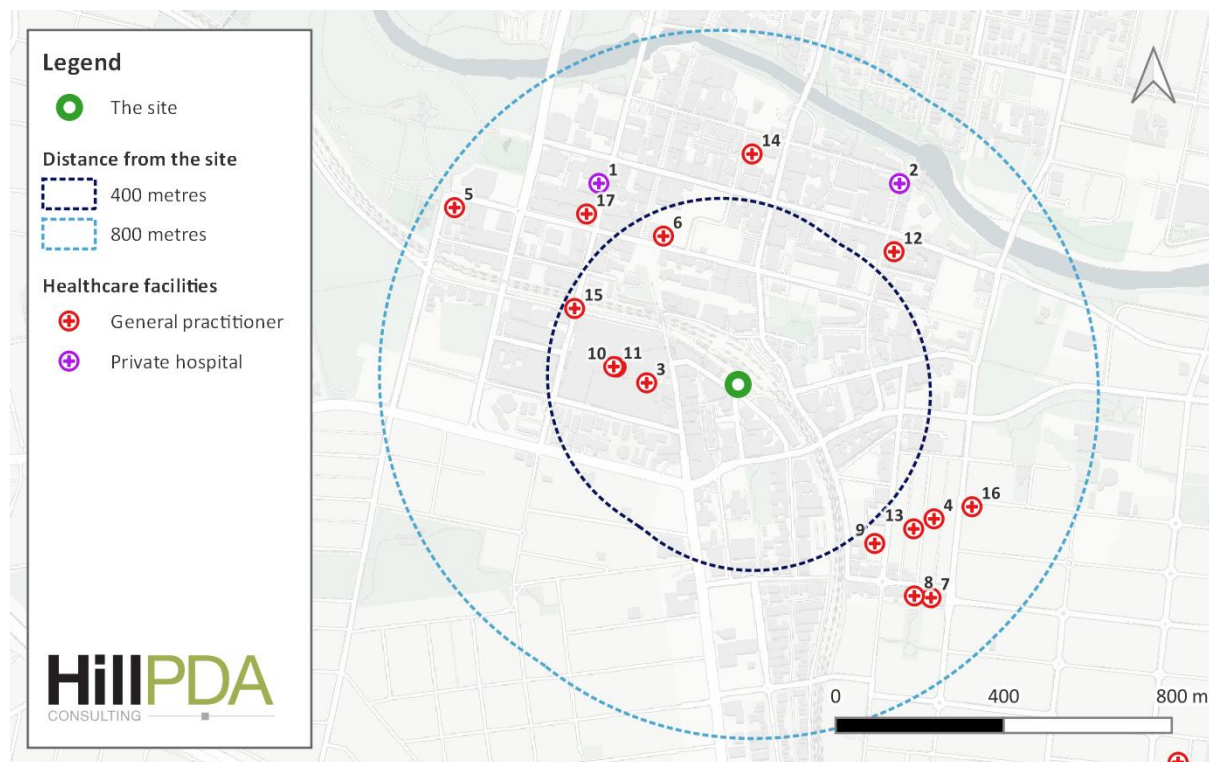 Legend
The site
Distance from the site
400 metres
800 metres
Healthcare facilities
General practitioner
Private hospital
HillPDA
CONSULTING
14
1
2
5
17
6
12
15
10
11
3
16
4
13
9
8
7
0
400
800 m